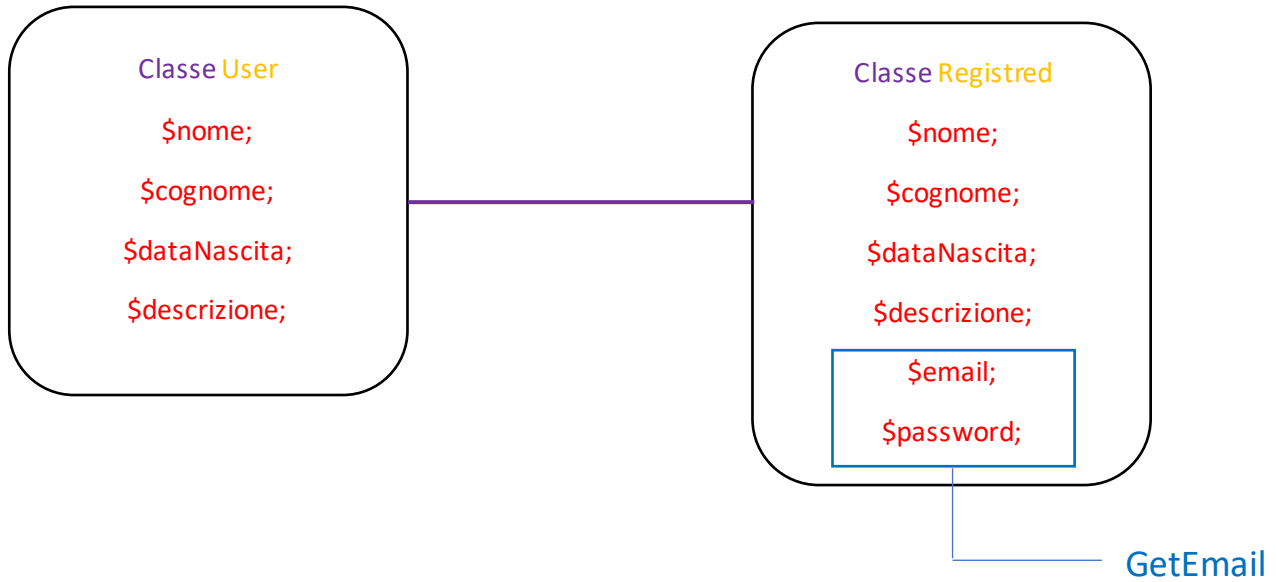 Classe User
$nome;
$cognome;
$dataNascita;
$descrizione;
Classe Registred
$nome;
$cognome;
$dataNascita;
$descrizione;
$email;
$password;
GetEmail